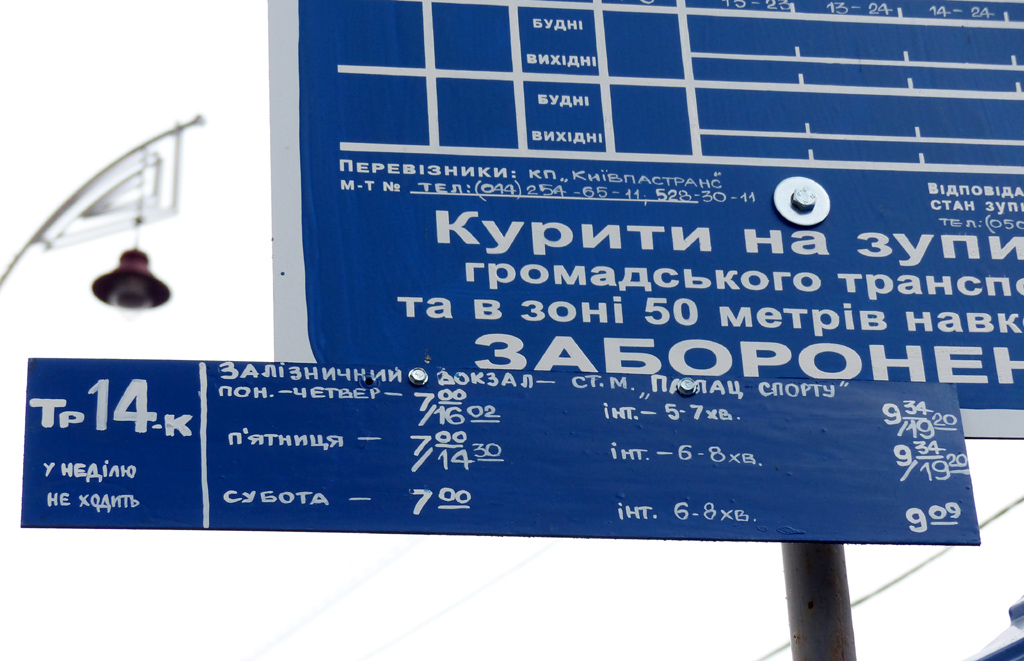 15-23 13-24 14-24
БУДНІ
ВИХІДНІ
БУДНІ
ВИХІДНІ
ПЕРЕВІЗНИКИ: КП „КИЇВПАСТРАНС"
М-Т № ТЕЛ: (044) 254-65-11, 528-30-11
ВІДПОВІДА
СТАН ЗУПИ
ТЕЛ: (050
Курити на зупи
громадського трансп
та в зоні 50 метрів навк
ЗАБОРОНЕН
ЗАЛІЗНИЧНИЙ ВОКЗАЛ — СТ. М. „ПАЛАЦ СПОРТУ"
Тр 14-К
ПОН.-ЧЕТВЕР — 7 00 / 16 02 інт. - 5-7 хв. 9 34 / 19 20
П'ЯТНИЦЯ — 7 00 / 14 30 інт. - 6-8 хв. 9 34 / 19 20
СУБОТА — 7 00 інт. 6-8 хв. 9 09
У НЕДІЛЮ
НЕ ХОДИТЬ